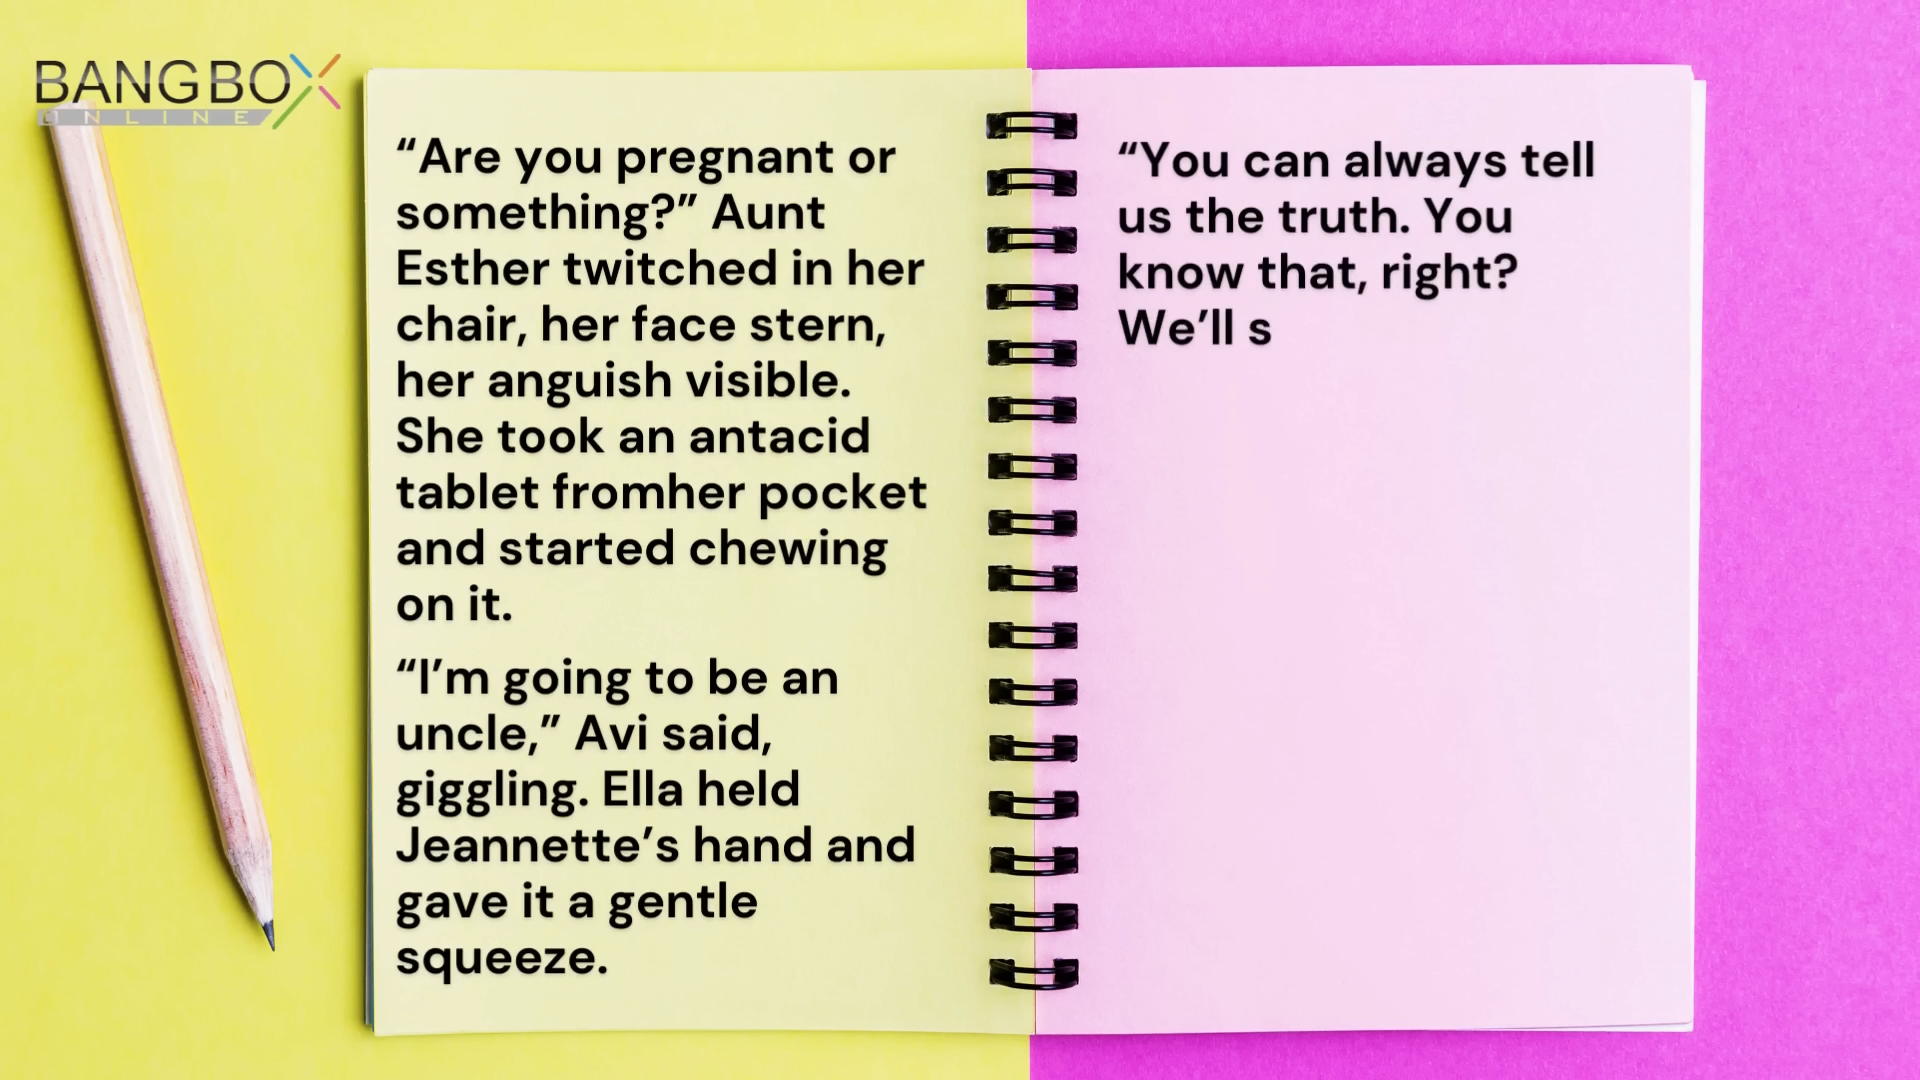 BANGBOX
ONLINE
“Are you pregnant or
something?” Aunt
Esther twitched in her
chair, her face stern,
her anguish visible.
She took an antacid
tablet fromher pocket
and started chewing
on it.
“I’m going to be an
uncle,” Avi said,
giggling. Ella held
Jeannette’s hand and
gave it a gentle
squeeze.
“You can always tell
us the truth. You
know that, right?
We’ll s